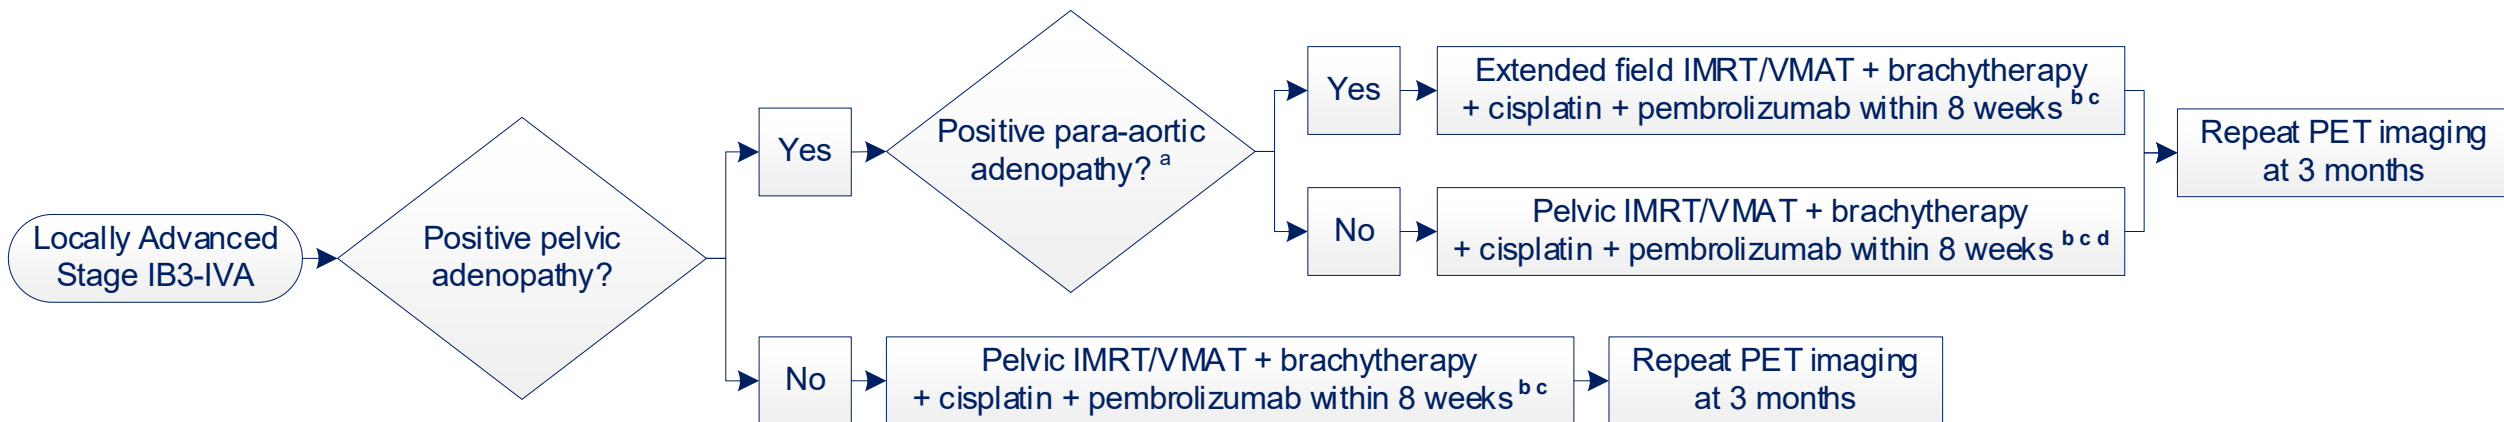 Locally Advanced
Stage IB3-IVA
Positive pelvic
adenopathy?
Yes
Positive para-aortic
adenopathy? a
Yes
Extended field IMRT/VMAT + brachytherapy
+ cisplatin + pembrolizumab within 8 weeks b c
No
Pelvic IMRT/VMAT + brachytherapy
+ cisplatin + pembrolizumab within 8 weeks b c d
Repeat PET imaging
at 3 months
No
Pelvic IMRT/VMAT + brachytherapy
+ cisplatin + pembrolizumab within 8 weeks b c
Repeat PET imaging
at 3 months